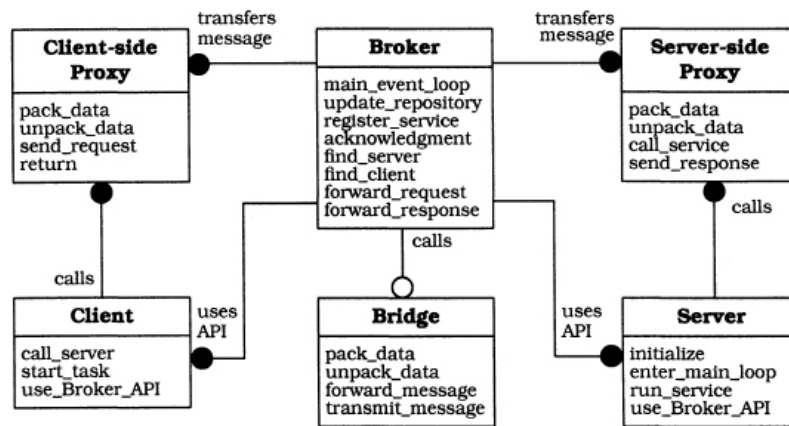 transfers
message
transfers
message
Client-side
Proxy
pack_data
unpack_data
send_request
return
Broker
main_event_loop
update_repository
register_service
acknowledgment
find_server
find_client
forward_request
forward_response
Server-side
Proxy
pack_data
unpack_data
call_service
send_response
calls
calls
calls
uses
API
uses
API
Client
call_server
start_task
use_Broker_API
Bridge
pack_data
unpack_data
forward_message
transmit_message
Server
initialize
enter_main_loop
run_service
use_Broker_API